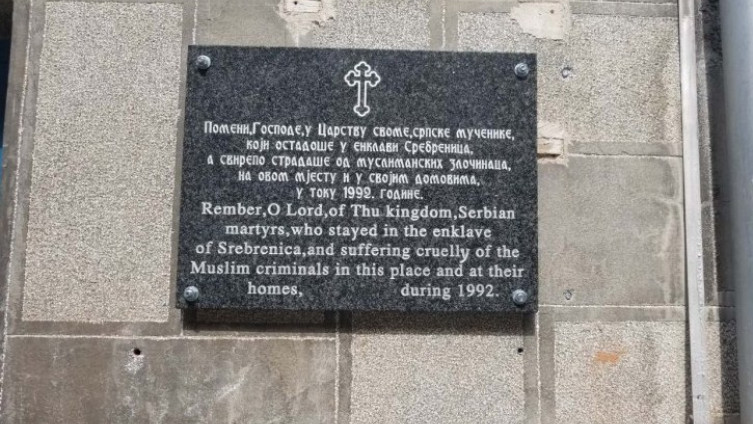 Помени,Господе,у Царству своме,српске мученике,
који остадоше у енклави Сребреница,
а свирепо страдаше од муслиманских злочинаца,
на овом мјесту и у својим домовима,
у току 1992. године.
Rember,O Lord,of Thu kingdom,Serbian
martyrs,who stayed in the enklave
of Srebrenica,and suffering cruelly of the
Muslim criminals in this place and at their
homes, during 1992.